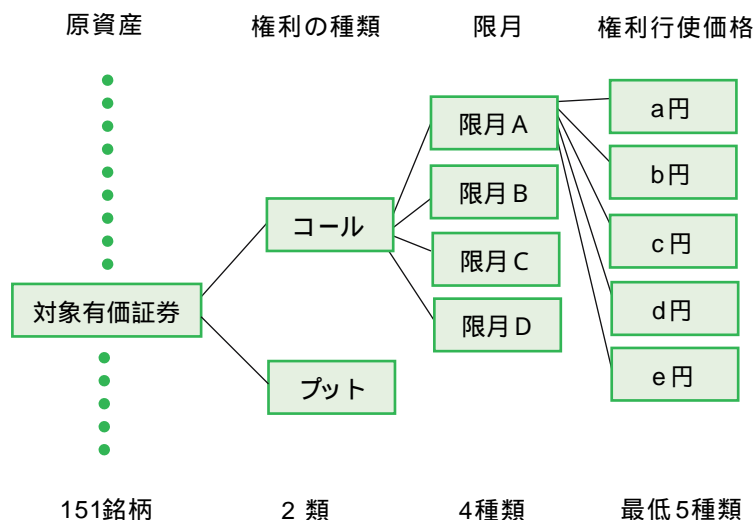 原資産 権利の種類 限月 権利行使価格
対象有価証券
コール
プット
限月A
限月B
限月C
限月D
a円
b円
c円
d円
e円
151銘柄 2 類 4種類 最低5種類